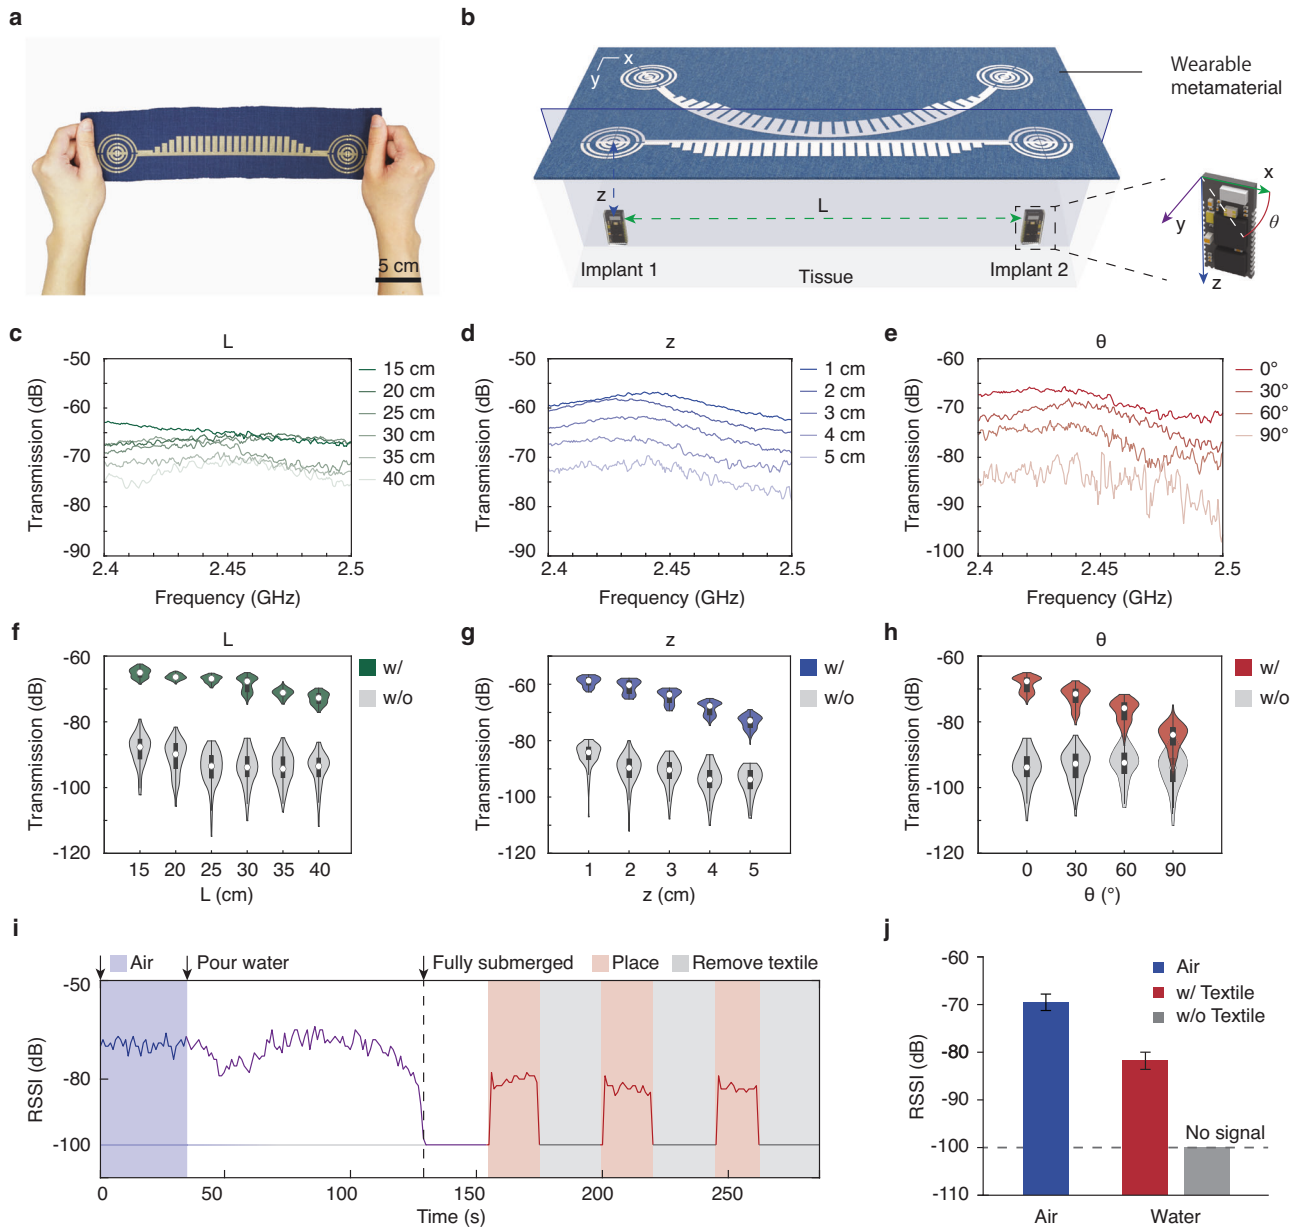 a
5 cm
b
x
y
Wearable
metamaterial
z
L
Implant 1
Implant 2
Tissue
x
y
θ
z
c
L
Transmission (dB)
-50
-60
-70
-80
-90
2.4
2.45
2.5
Frequency (GHz)
15 cm
20 cm
25 cm
30 cm
35 cm
40 cm
d
z
Transmission (dB)
-50
-60
-70
-80
-90
2.4
2.45
2.5
Frequency (GHz)
1 cm
2 cm
3 cm
4 cm
5 cm
e
θ
Transmission (dB)
-60
-70
-80
-90
-100
2.4
2.45
2.5
Frequency (GHz)
0°
30°
60°
90°
f
L
Transmission (dB)
-60
-80
-100
-120
15 20 25 30 35 40
L (cm)
w/
w/o
g
z
Transmission (dB)
-60
-80
-100
-120
1 2 3 4 5
z (cm)
w/
w/o
h
θ
Transmission (dB)
-60
-80
-100
-120
0 30 60 90
θ (°)
w/
w/o
i
Air
Pour water
Fully submerged
Place
Remove textile
RSSI (dB)
-50
-80
-100
0 50 100 150 200 250
Time (s)
j
RSSI (dB)
-60
-70
-80
-90
-100
-110
Air
w/ Textile
w/o Textile
No signal
Air
Water